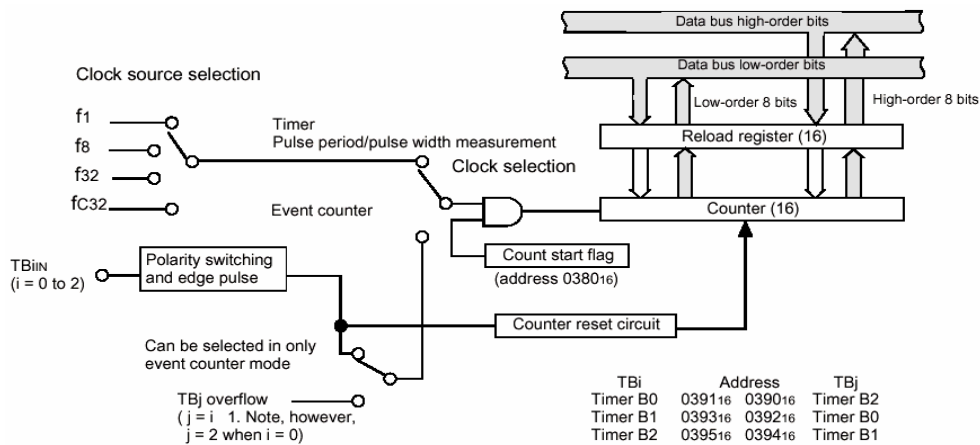 Data bus high-order bits
Data bus low-order bits
Clock source selection
Low-order 8 bits
High-order 8 bits
f1
f8
f32
fC32
Timer
Pulse period/pulse width measurement
Reload register (16)
Clock selection
Event counter
Counter (16)
Count start flag
(address 038016)
TBiIN
(i = 0 to 2)
Polarity switching
and edge pulse
Counter reset circuit
Can be selected in only
event counter mode
TBj overflow
( j = i 1. Note, however,
j = 2 when i = 0)
TBi Address TBj
Timer B0 039116 039016 Timer B2
Timer B1 039316 039216 Timer B0
Timer B2 039516 039416 Timer B1